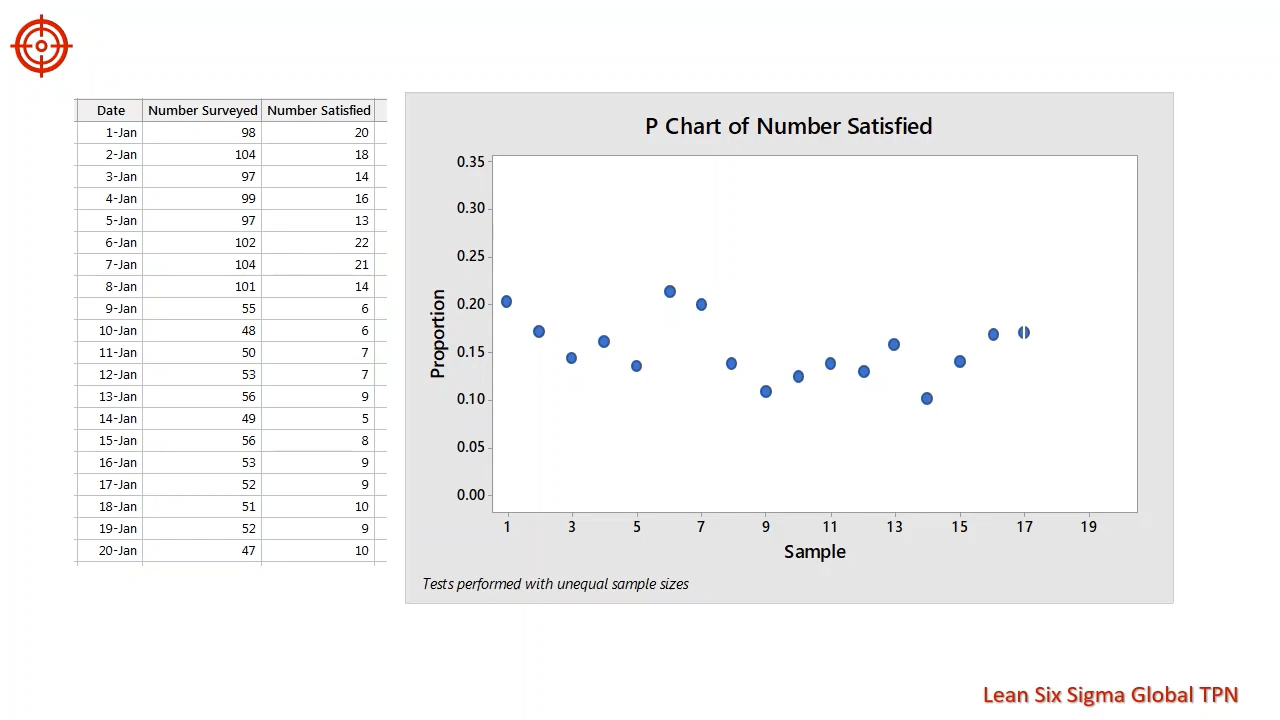 Date Number Surveyed Number Satisfied
1-Jan 98 20
2-Jan 104 18
3-Jan 97 14
4-Jan 99 16
5-Jan 97 13
6-Jan 102 22
7-Jan 104 21
8-Jan 101 14
9-Jan 55 6
10-Jan 48 6
11-Jan 50 7
12-Jan 53 7
13-Jan 56 9
14-Jan 49 5
15-Jan 56 8
16-Jan 53 9
17-Jan 52 9
18-Jan 51 10
19-Jan 52 9
20-Jan 47 10
P Chart of Number Satisfied
0.35
0.30
0.25
0.20
0.15
0.10
0.05
0.00
Proportion
1 3 5 7 9 11 13 15 17 19
Sample
Tests performed with unequal sample sizes
Lean Six Sigma Global TPN